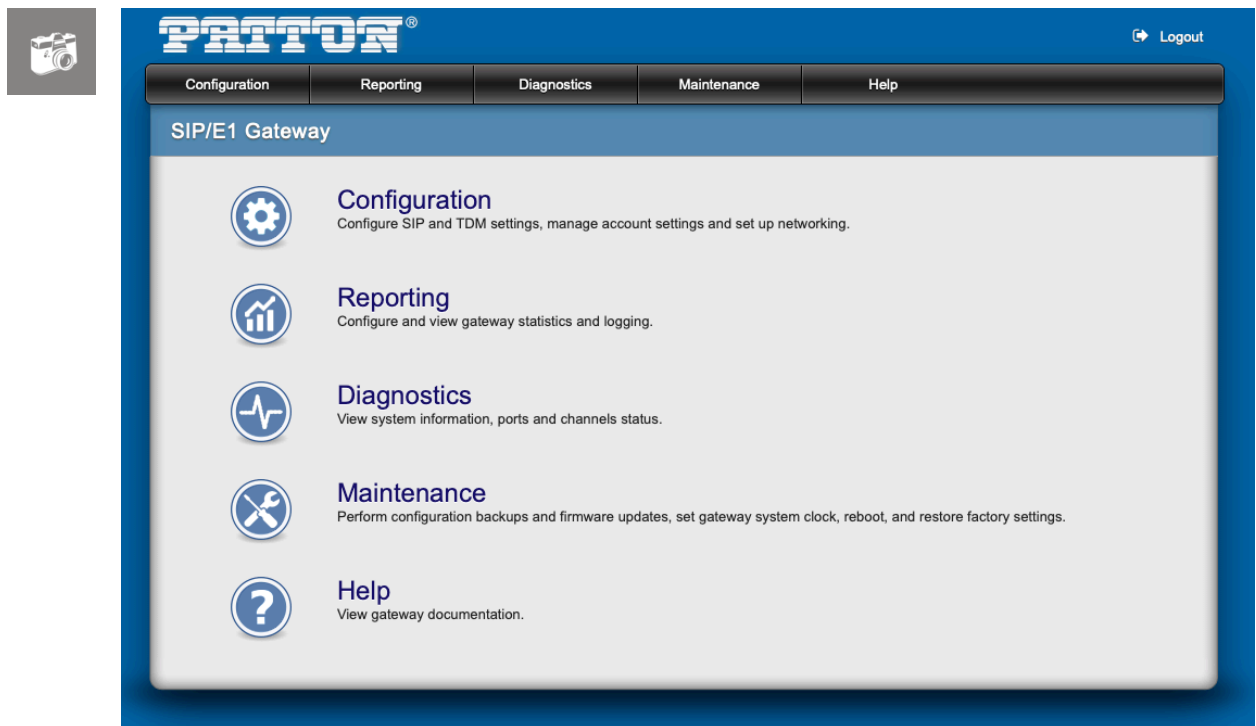 PATTON®
Logout
Configuration Reporting Diagnostics Maintenance Help
SIP/E1 Gateway
Configuration
Configure SIP and TDM settings, manage account settings and set up networking.
Reporting
Configure and view gateway statistics and logging.
Diagnostics
View system information, ports and channels status.
Maintenance
Perform configuration backups and firmware updates, set gateway system clock, reboot, and restore factory settings.
?
Help
View gateway documentation.